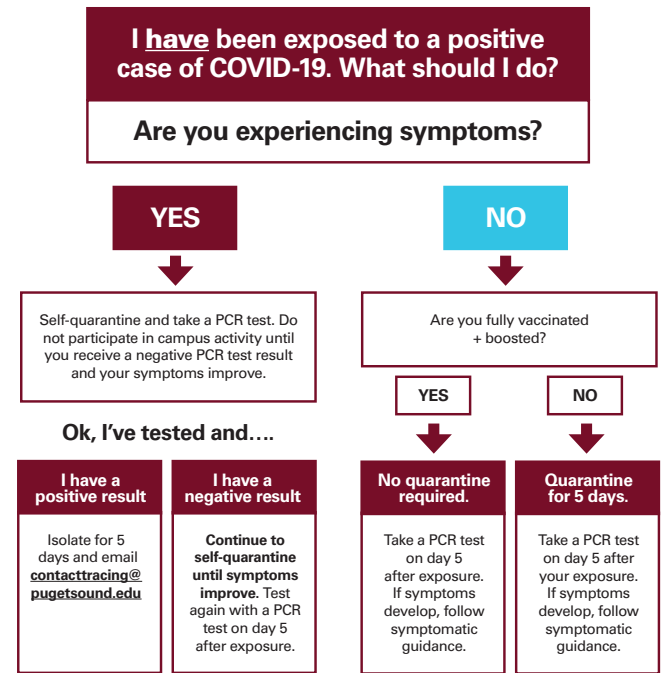 I have been exposed to a positive
case of COVID-19. What should I do?
Are you experiencing symptoms?
YES
Self-quarantine and take a PCR test. Do
not participate in campus activity until
you receive a negative PCR test result
and your symptoms improve.
Ok, I've tested and....
I have a
positive result
Isolate for 5
days and email
contacttracing@
pugetsound.edu
I have a
negative result
Continue to
self-quarantine
until symptoms
improve. Test
again with a PCR
test on day 5
after exposure.
NO
Are you fully vaccinated
+ boosted?
YES
No quarantine
required.
Take a PCR test
on day 5
after exposure.
If symptoms
develop, follow
symptomatic
guidance.
NO
Quarantine
for 5 days.
Take a PCR test
on day 5 after
your exposure.
If symptoms
develop, follow
symptomatic
guidance.